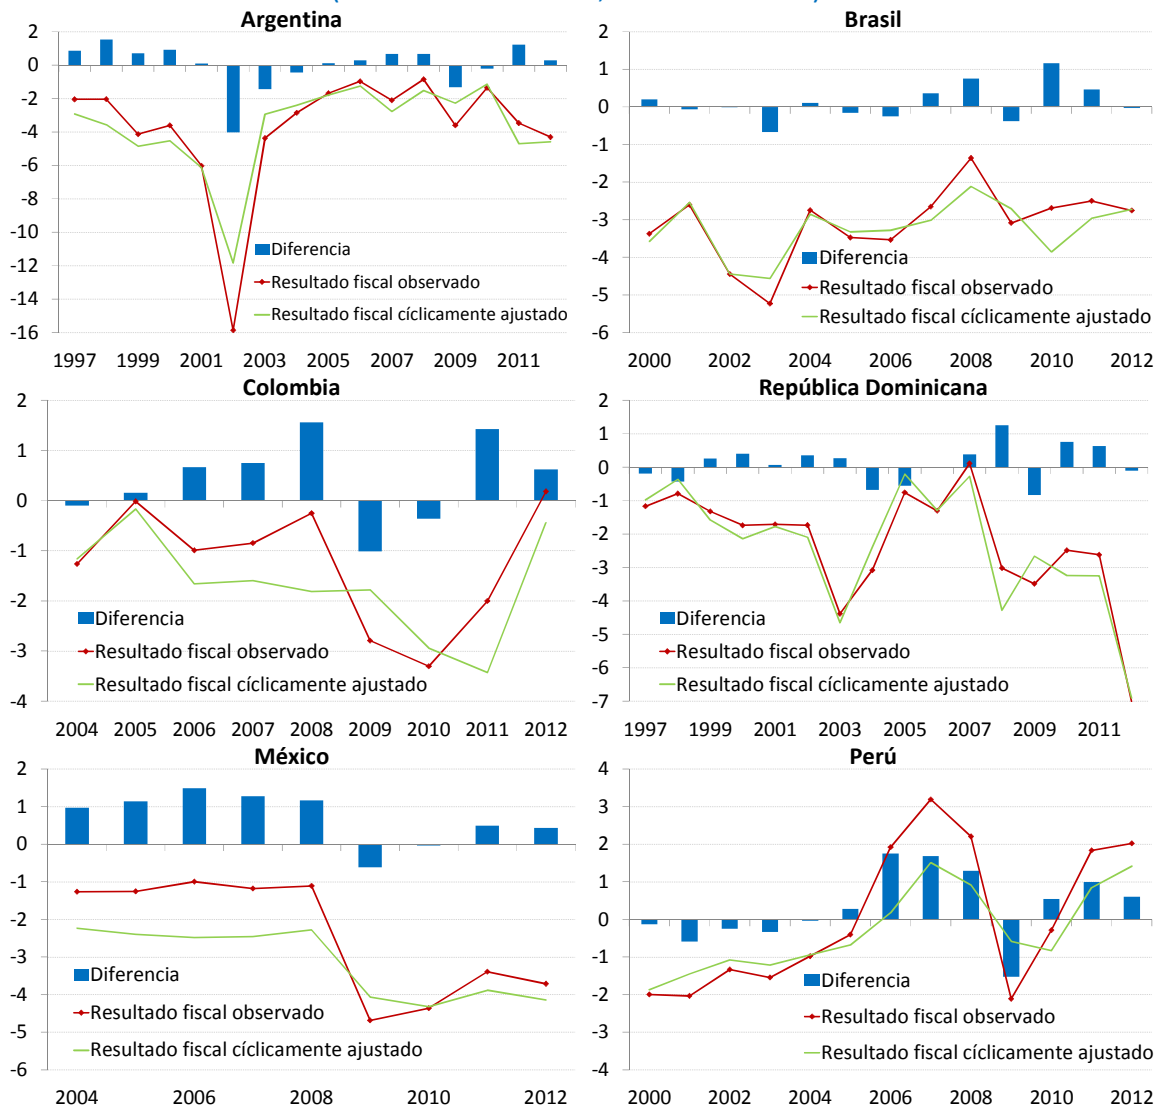 Argentina
2
0
-2
-4
-6
-8
-10
-12
-14
-16
Diferencia
Resultado fiscal observado
Resultado fiscal cíclicamente ajustado
1997 1999 2001 2003 2005 2007 2009 2011
Brasil
2
1
0
-1
-2
-3
-4
-5
-6
Diferencia
Resultado fiscal observado
Resultado fiscal cíclicamente ajustado
2000 2002 2004 2006 2008 2010 2012
Colombia
2
1
0
-1
-2
-3
-4
Diferencia
Resultado fiscal observado
Resultado fiscal cíclicamente ajustado
2004 2005 2006 2007 2008 2009 2010 2011 2012
República Dominicana
2
1
0
-1
-2
-3
-4
-5
-6
-7
Diferencia
Resultado fiscal observado
Resultado fiscal cíclicamente ajustado
1997 1999 2001 2003 2005 2007 2009 2011
México
2
1
0
-1
-2
-3
-4
-5
-6
Diferencia
Resultado fiscal observado
Resultado fiscal cíclicamente ajustado
2004 2006 2008 2010 2012
Perú
4
3
2
1
0
-1
-2
-3
-4
Diferencia
Resultado fiscal observado
Resultado fiscal cíclicamente ajustado
2000 2002 2004 2006 2008 2010 2012